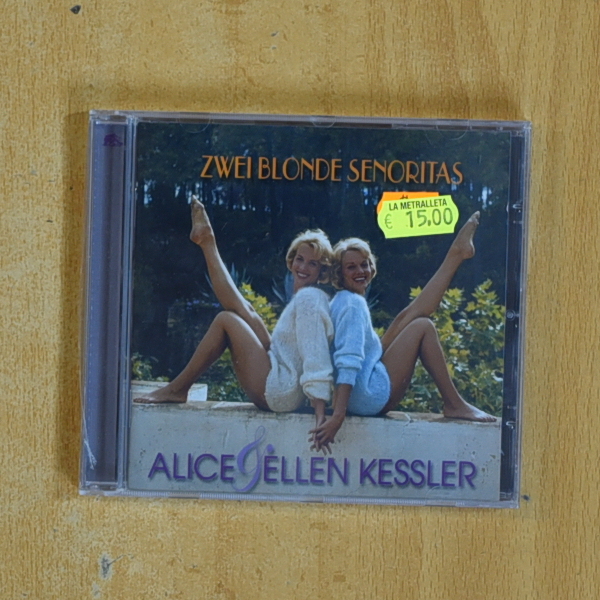 ZWEI BLONDE SENORITAS
LA METRALLETA
€ 15.00
ALICE & ELLEN KESSLER